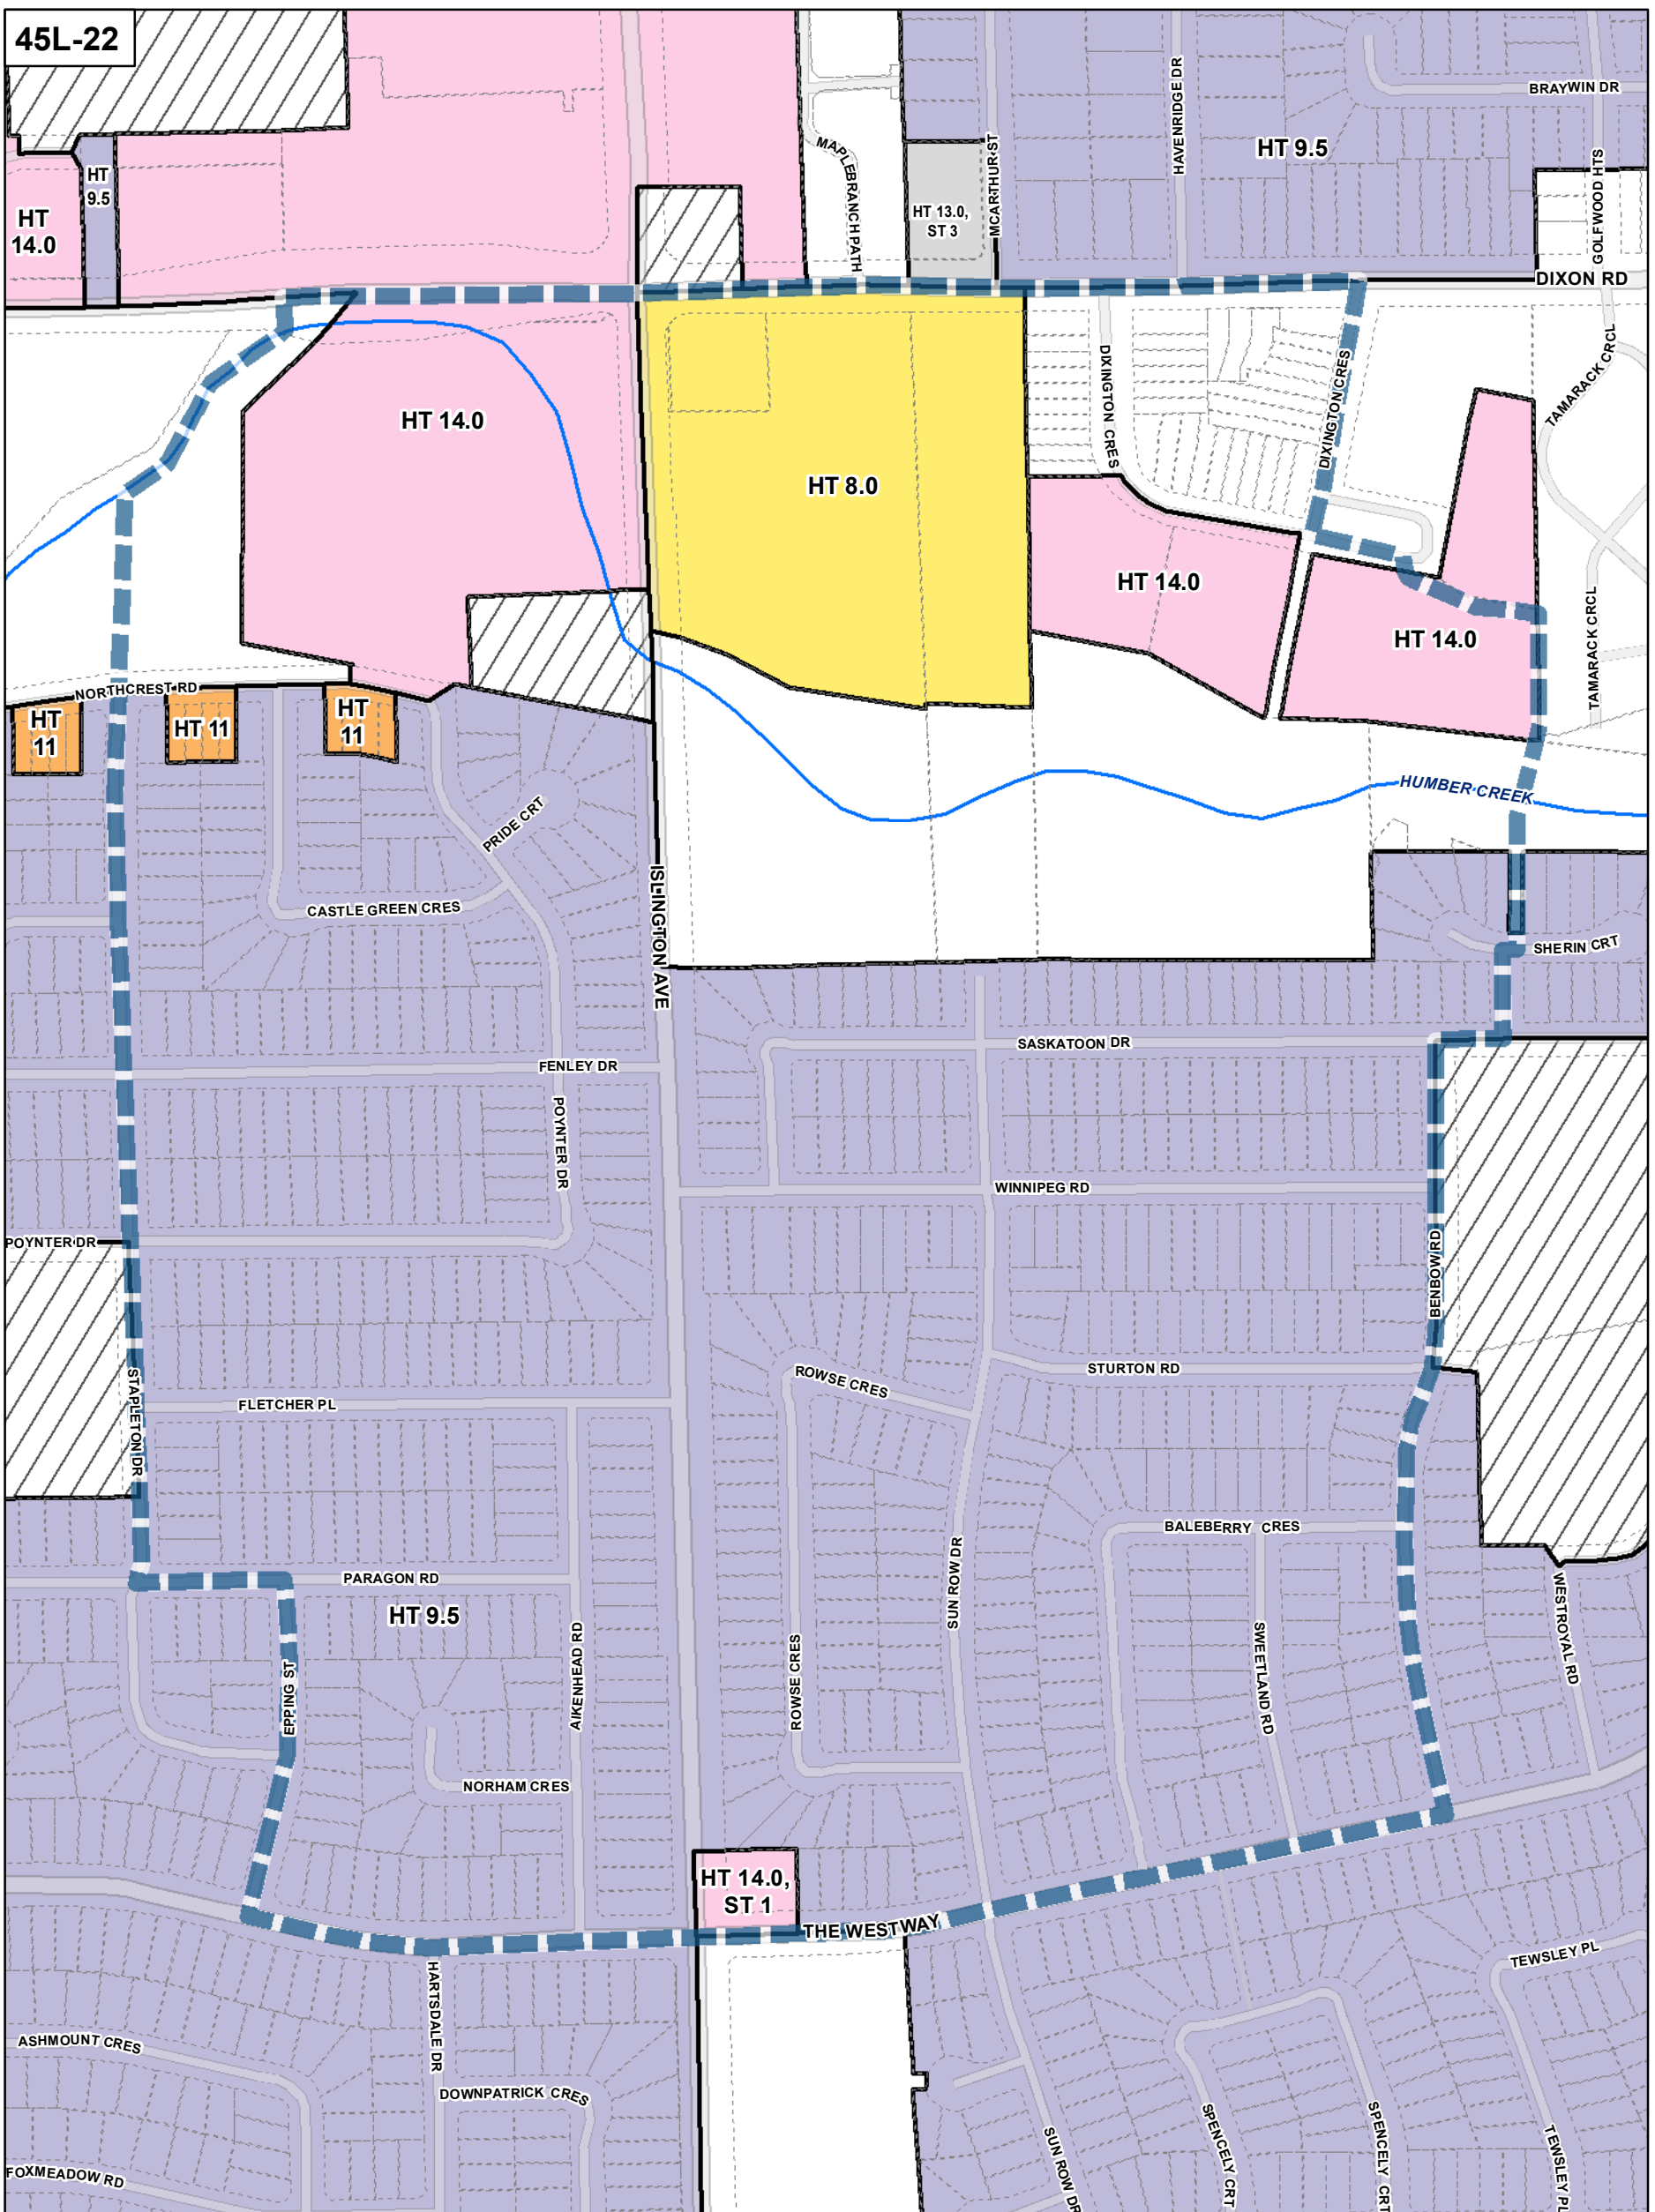 45L-22
BRAYWIN DR
HAVENRIDGE DR
HT 9.5
MAPLEBRANCH PATH
MCARTHUR ST
GOLFWOOD HTS
HT
9.5
HT
14.0
HT 13.0,
ST 3
DIXON RD
DIXINGTON CRES
DIXINGTON CRES
TAMARACK CRCL
HT 14.0
HT 8.0
HT 14.0
HT 14.0
TAMARACK CRCL
NORTHCREST RD
HT
11
HT 11
HT
11
HUMBER CREEK
PRIDE CRT
CASTLE GREEN CRES
ISLINGTON AVE
SHERIN CRT
SASKATOON DR
FENLEY DR
POYNTER DR
WINNIPEG RD
POYNTER DR
BENBOW RD
STAPLETON DR
ROWSE CRES
STURTON RD
FLETCHER PL
BALEBERRY CRES
SUN ROW DR
PARAGON RD
HT 9.5
WESTROYAL RD
AIKENHEAD RD
ROWSE CRES
SWEETLAND RD
EPPING ST
NORHAM CRES
HT 14.0,
ST 1
THE WESTWAY
HARTSDALE DR
TEWSLEY PL
ASHMOUNT CRES
DOWNPATRICK CRES
SUN ROW DR
SPENCELY CRT
SPENCELY CRT
TEWSLEY PL
FOXMEADOW RD